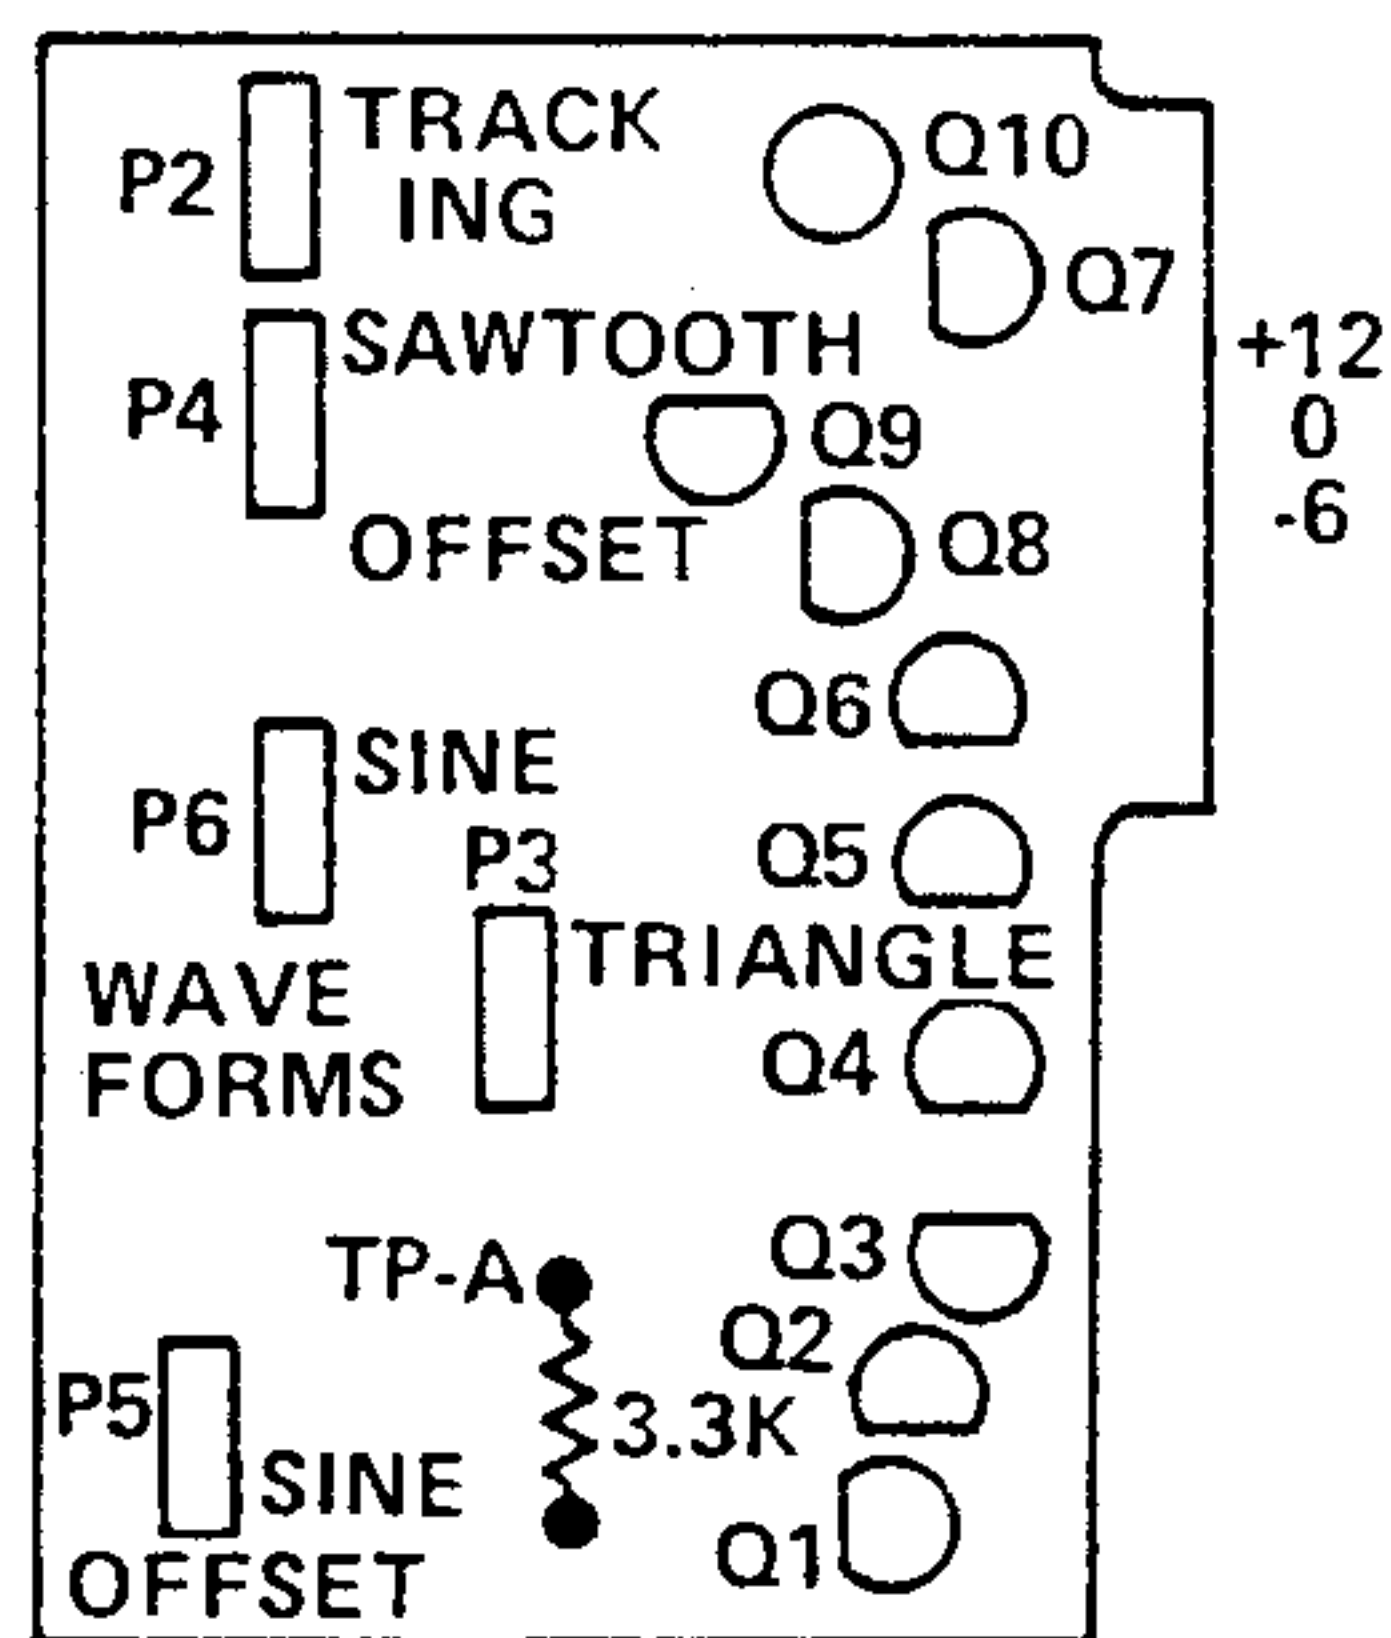 TRACK
ING
P2
Q10
Q7
SAWTOOTH
+12
P4
Q9
0
-6
OFFSET
Q8
Q6
SINE
P6
P3
Q5
TRIANGLE
WAVE
FORMS
Q4
Q3
TP-A
Q2
P5
3.3K
SINE
Q1
OFFSET